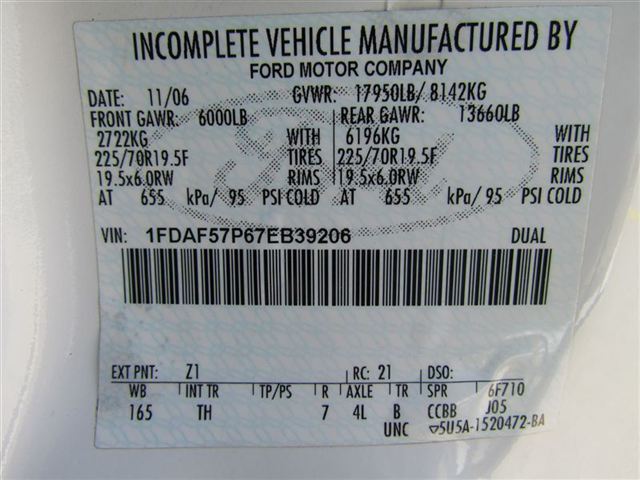 INCOMPLETE VEHICLE MANUFACTURED BY
FORD MOTOR COMPANY
DATE: 11/06 GVWR: 17950LB/ 8142KG
FRONT GAWR: 6000LB REAR GAWR: 13660LB
2722KG WITH 6196KG WITH
225/70R19.5F TIRES 225/70R19.5F TIRES
19.5x6.0RW RIMS 19.5x6.0RW RIMS
AT 655 kPa/ 95 PSI COLD AT 655 kPa/ 95 PSI COLD
VIN: 1FDAF57P67EB39206 DUAL
EXT PNT: Z1 RC: 21 DSO:
WB INT TR TP/PS R AXLE TR SPR 6F710
165 TH 7 4L B CCBB J05
UNC ▽5U5A-1520472-BA